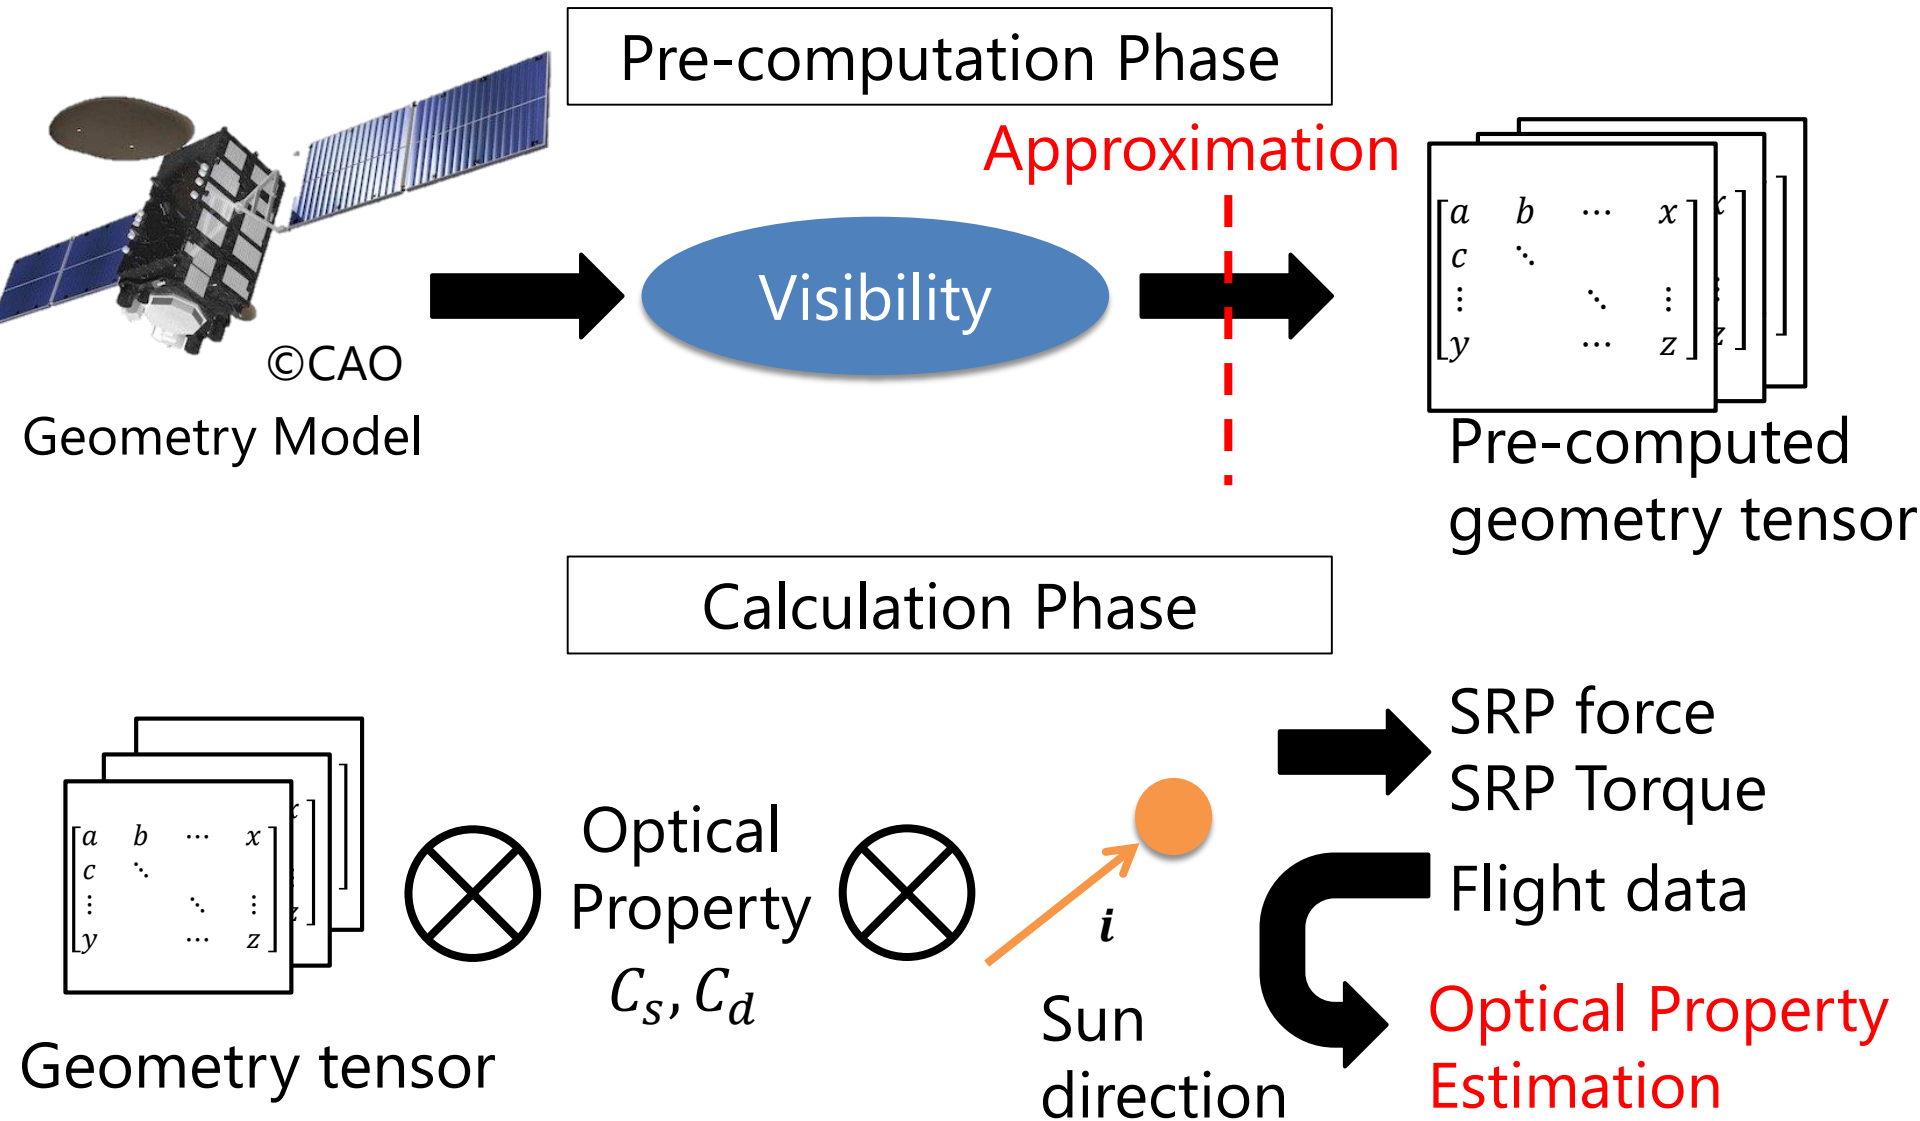 Pre-computation Phase
Approximation
Visibility
©CAO
Geometry Model
a b ⋯ x
c ⋱
⋮ ⋱ ⋮
y ⋯ z
Pre-computed
geometry tensor
Calculation Phase
a b ⋯ x
c ⋱
⋮ ⋱ ⋮
y ⋯ z
Geometry tensor
Optical
Property
C_s, C_d
i
Sun
direction
SRP force
SRP Torque
Flight data
Optical Property
Estimation